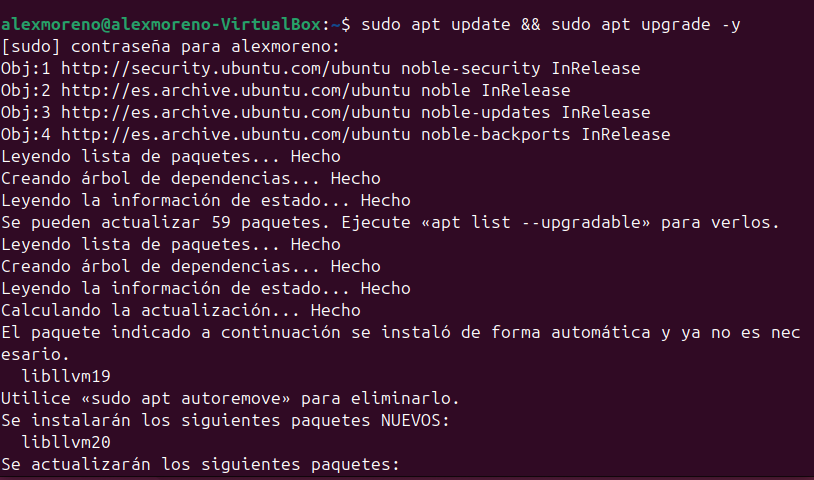 alexmoreno@alexmoreno-VirtualBox:~$ sudo apt update && sudo apt upgrade -y
[sudo] contraseña para alexmoreno:
Obj:1 http://security.ubuntu.com/ubuntu noble-security InRelease
Obj:2 http://es.archive.ubuntu.com/ubuntu noble InRelease
Obj:3 http://es.archive.ubuntu.com/ubuntu noble-updates InRelease
Obj:4 http://es.archive.ubuntu.com/ubuntu noble-backports InRelease
Leyendo lista de paquetes... Hecho
Creando árbol de dependencias... Hecho
Leyendo la información de estado... Hecho
Se pueden actualizar 59 paquetes. Ejecute «apt list --upgradable» para verlos.
Leyendo lista de paquetes... Hecho
Creando árbol de dependencias... Hecho
Leyendo la información de estado... Hecho
Calculando la actualización... Hecho
El paquete indicado a continuación se instaló de forma automática y ya no es nec
esario.
  libllvm19
Utilice «sudo apt autoremove» para eliminarlo.
Se instalarán los siguientes paquetes NUEVOS:
  libllvm20
Se actualizarán los siguientes paquetes: